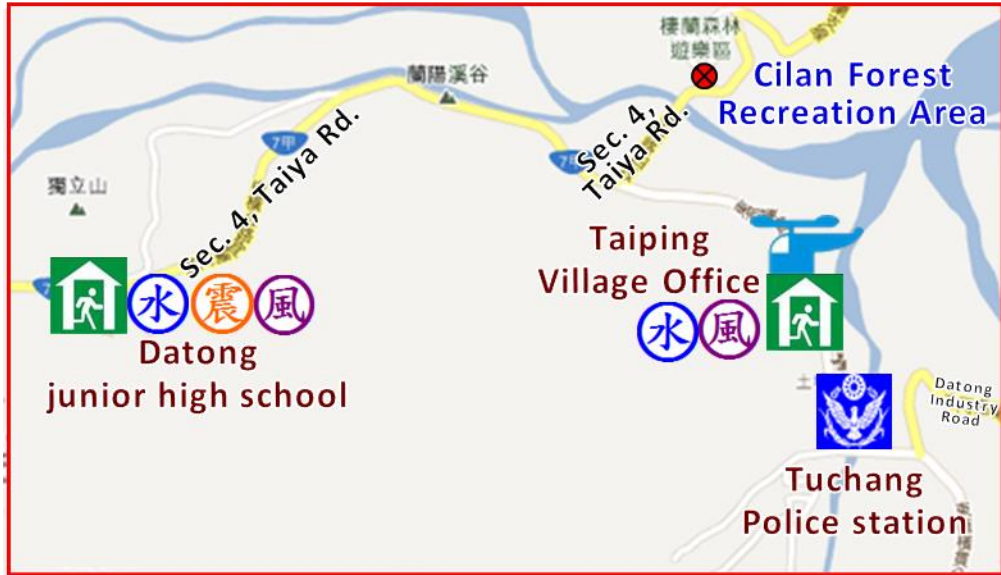 棲蘭森林
遊樂區
Cilan Forest
Recreation Area
蘭陽溪谷
7甲
Sec. 4, Taiya Rd.
7甲
Sec. 4,
Taiya Rd.
獨立山
Taiping
Village Office
水
風
水
震
風
Datong
junior high school
土
Datong
Industry
Road
Tuchang
Police station